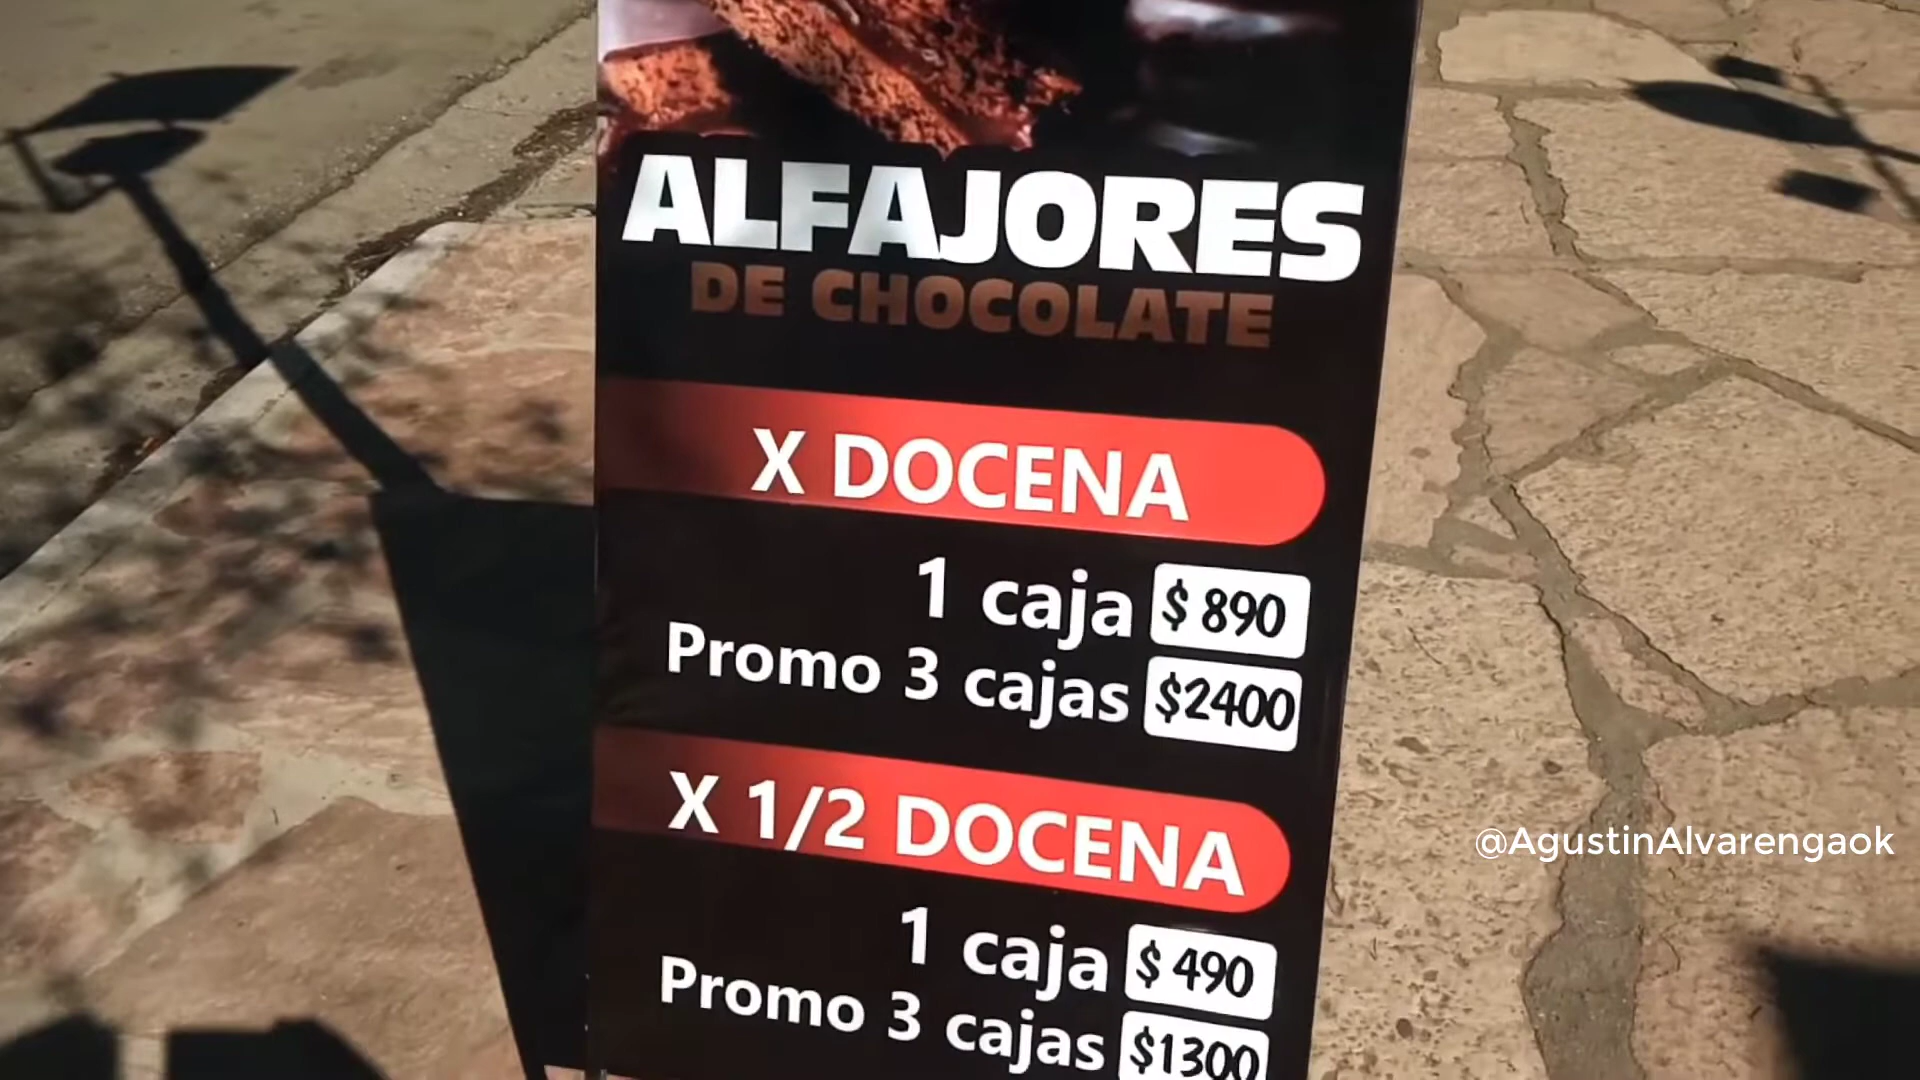 ALFAJORES
DE CHOCOLATE
X DOCENA
1 caja $ 890
Promo 3 cajas $2400
X 1/2 DOCENA
1 caja $ 490
Promo 3 cajas $1300
@AgustinAlvarengaok